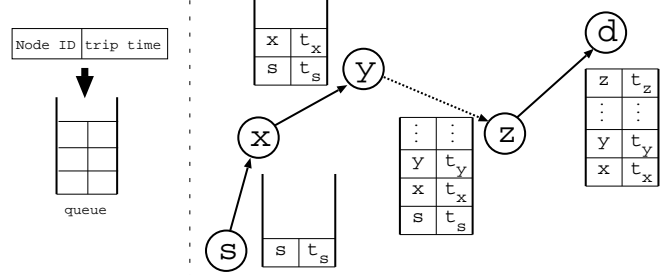 Node ID trip time
queue
x t_x
s t_s
y
x
s
s t_s
⋮ ⋮
y t_y
x t_x
s t_s
z
d
z t_z
⋮ ⋮
y t_y
x t_x